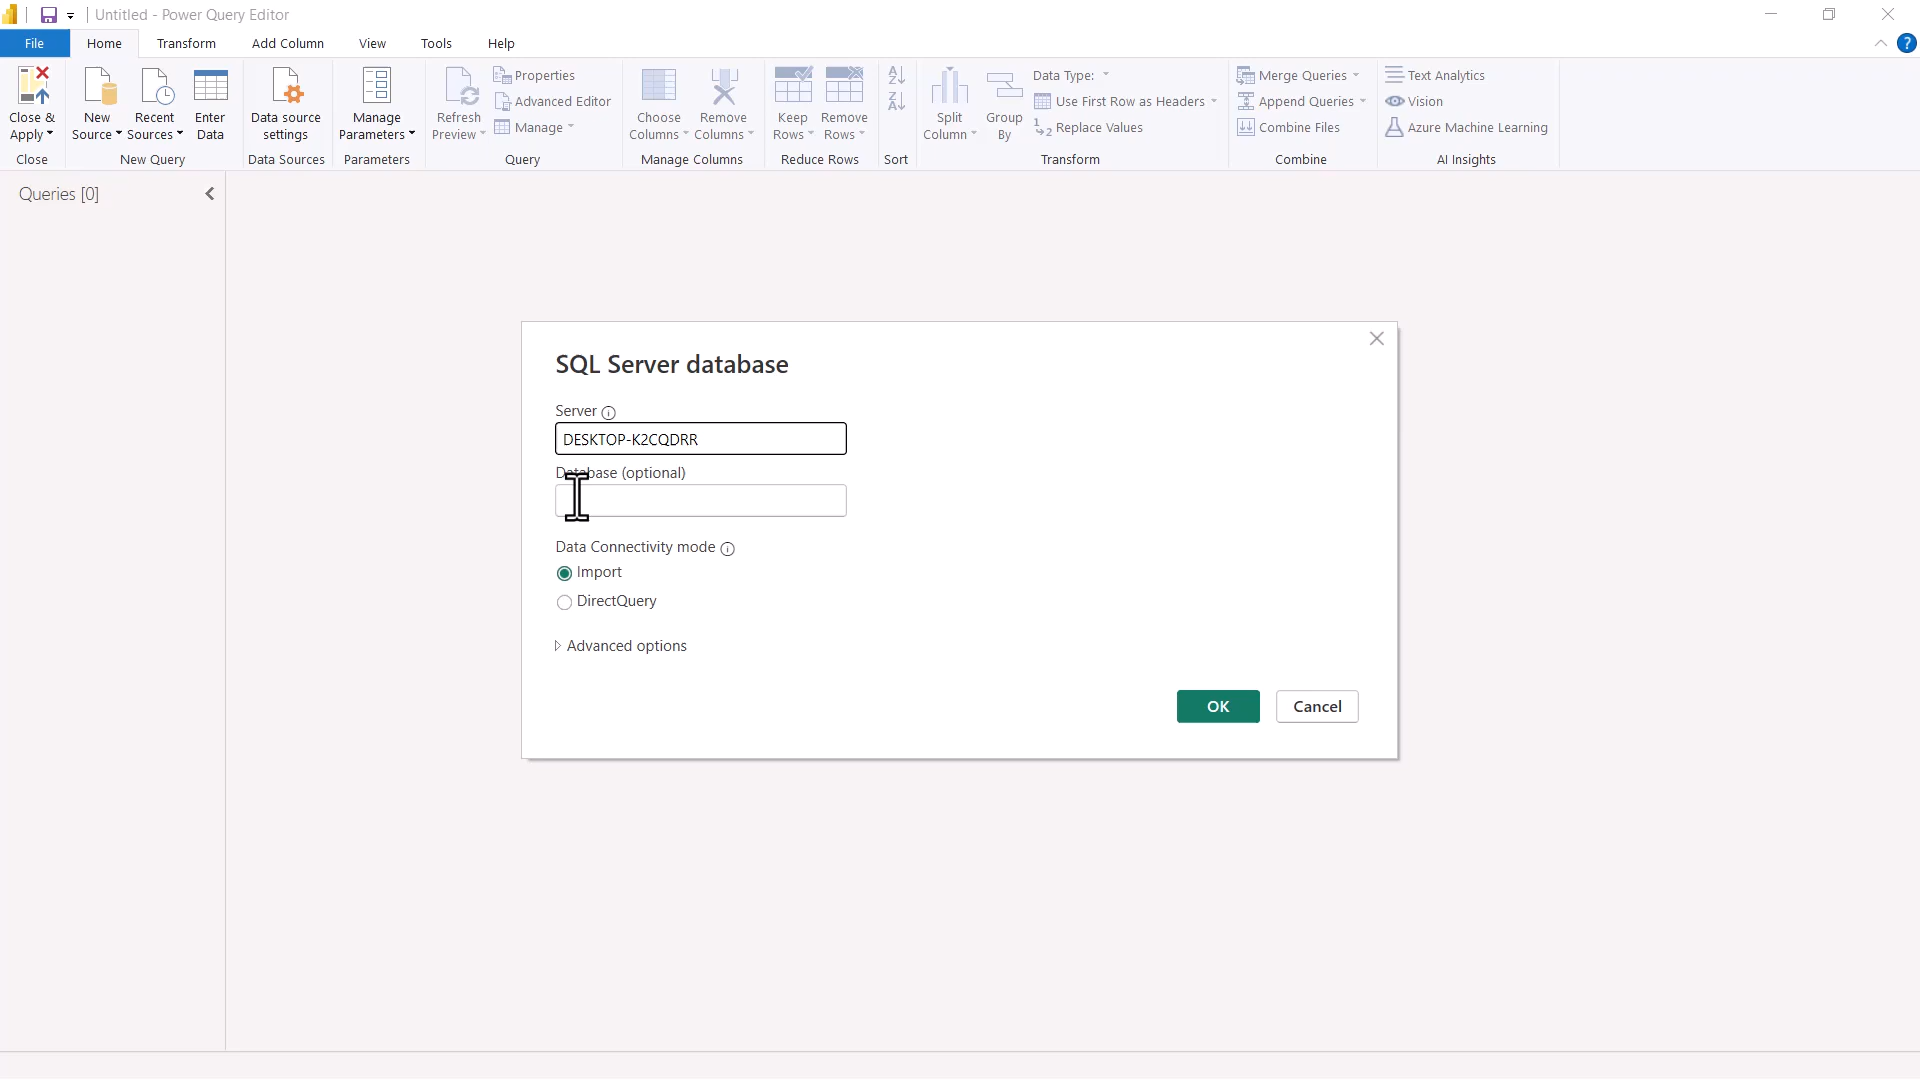 Untitled - Power Query Editor
File Home Transform Add Column View Tools Help
Close & Apply
New Source
Recent Sources
Enter Data
Data source settings
Manage Parameters
Refresh Preview
Properties
Advanced Editor
Manage
Choose Columns
Remove Columns
Keep Rows
Remove Rows
Split Column
Group By
Data Type:
Use First Row as Headers
Replace Values
Merge Queries
Append Queries
Combine Files
Text Analytics
Vision
Azure Machine Learning
Close New Query Data Sources Parameters Query Manage Columns Reduce Rows Sort Transform Combine AI Insights
Queries [0]
SQL Server database
Server
DESKTOP-K2CQDRR
Database (optional)
Data Connectivity mode
Import
DirectQuery
Advanced options
OK Cancel